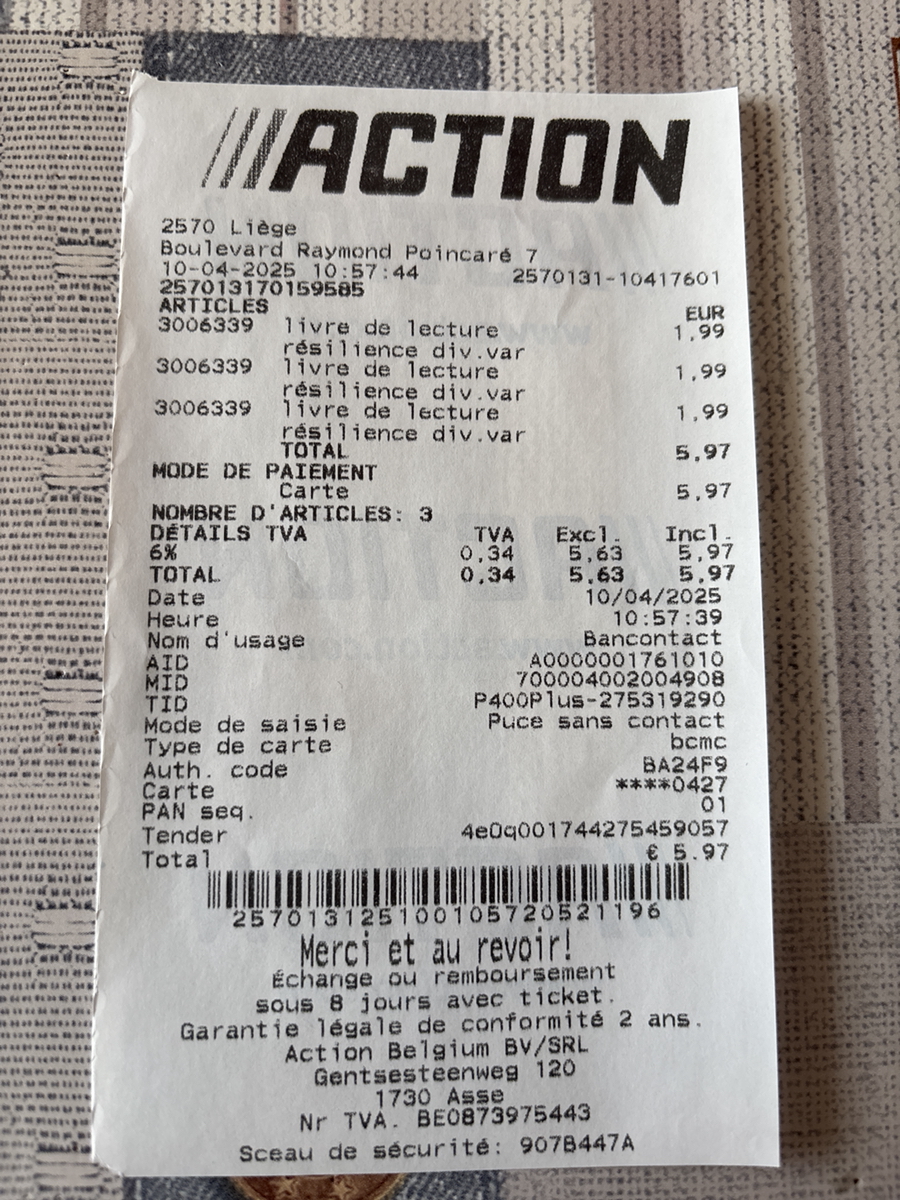 ACTION
2570 Liège
Boulevard Raymond Poincaré 7
10-04-2025 10:57:44 2570131-10417601
257013170159585
ARTICLES EUR
3006339 livre de lecture 1,99
résilience div.var
3006339 livre de lecture 1,99
résilience div.var
3006339 livre de lecture 1,99
résilience div.var
TOTAL 5,97
MODE DE PAIEMENT
Carte 5,97
NOMBRE D'ARTICLES: 3
DÉTAILS TVA TVA Excl. Incl.
6% 0,34 5,63 5,97
TOTAL 0,34 5,63 5,97
Date 10/04/2025
Heure 10:57:39
Nom d'usage Bancontact
AID A0000001761010
MID 700004002004908
TID P400Plus-275319290
Mode de saisie Puce sans contact
Type de carte bcmc
Auth. code BA24F9
Carte ****0427
PAN seq. 01
Tender 4e0q001744275459057
Total € 5.97
2570131251001057205​21196
Merci et au revoir!
Échange ou remboursement
sous 8 jours avec ticket.
Garantie légale de conformité 2 ans.
Action Belgium BV/SRL
Gentsesteenweg 120
1730 Asse
Nr TVA. BE0873975443
Sceau de sécurité: 907B447A